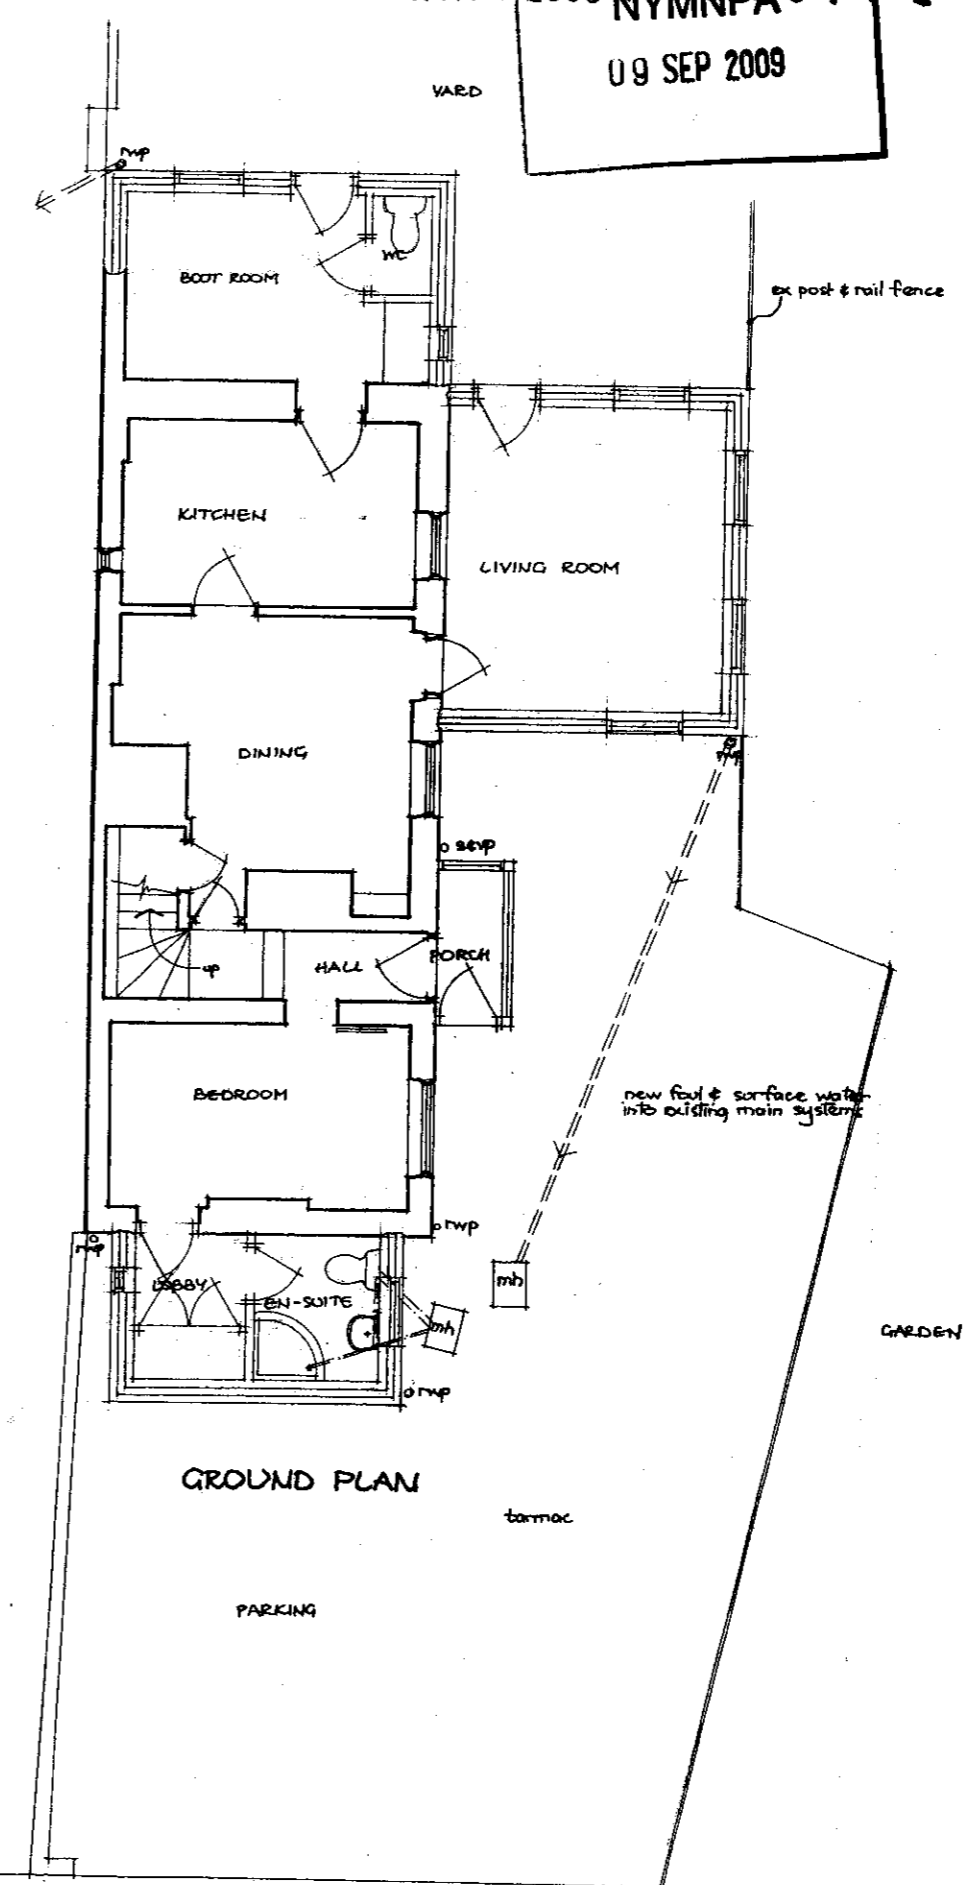 NYMNPA
09 SEP 2009
YARD
rwp
WC
BOOT ROOM
ex post & rail fence
KITCHEN
LIVING ROOM
DINING
rwp
svp
up
HALL
PORCH
BEDROOM
new foul & surface water
into existing main systems
rwp
rwp
LOBBY
EN-SUITE
mh
mh
GARDEN
rwp
GROUND PLAN
tarmac
PARKING